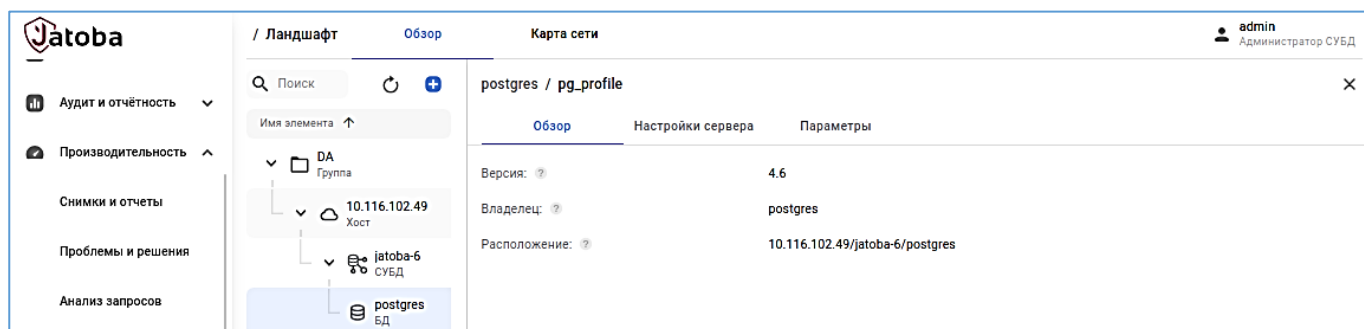 Jatoba
/ Ландшафт Обзор Карта сети
admin
Администратор СУБД
Аудит и отчётность
Производительность
Снимки и отчеты
Проблемы и решения
Анализ запросов
Поиск
Имя элемента ↑
DA
Группа
10.116.102.49
Хост
jatoba-6
СУБД
postgres
БД
postgres / pg_profile
Обзор Настройки сервера Параметры
Версия: ? 4.6
Владелец: ? postgres
Расположение: ? 10.116.102.49/jatoba-6/postgres